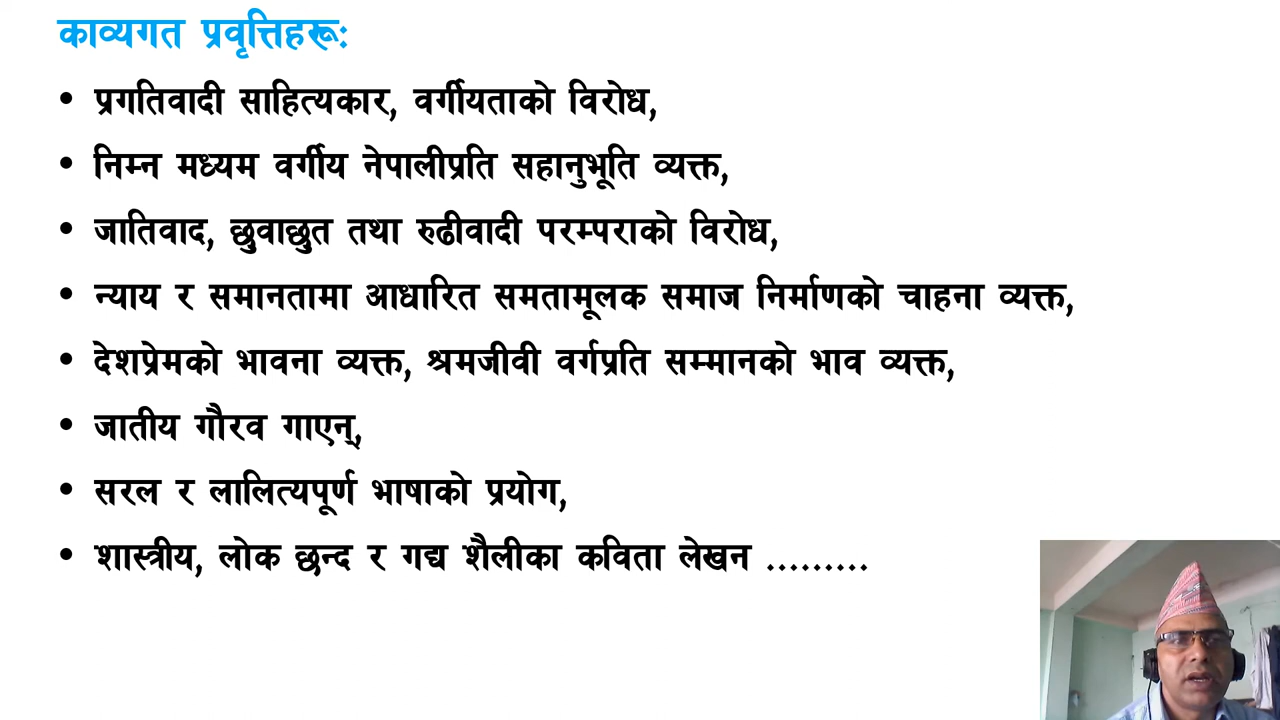 काव्यगत प्रवृत्तिहरूः
• प्रगतिवादी साहित्यकार, वर्गीयताको विरोध,
• निम्न मध्यम वर्गीय नेपालीप्रति सहानुभूति व्यक्त,
• जातिवाद, छुवाछुत तथा रुढीवादी परम्पराको विरोध,
• न्याय र समानतामा आधारित समतामूलक समाज निर्माणको चाहना व्यक्त,
• देशप्रेमको भावना व्यक्त, श्रमजीवी वर्गप्रति सम्मानको भाव व्यक्त,
• जातीय गौरव गाएन्,
• सरल र लालित्यपूर्ण भाषाको प्रयोग,
• शास्त्रीय, लोक छन्द र गद्य शैलीका कविता लेखन .........